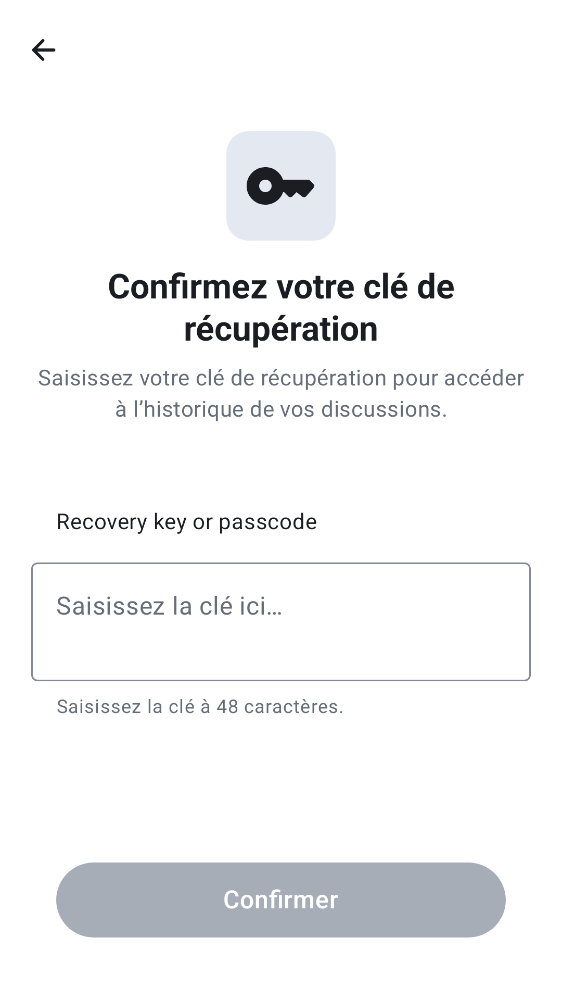 Confirmez votre clé de
récupération
Saisissez votre clé de récupération pour accéder
à l’historique de vos discussions.
Recovery key or passcode
Saisissez la clé ici…
Saisissez la clé à 48 caractères.
Confirmer